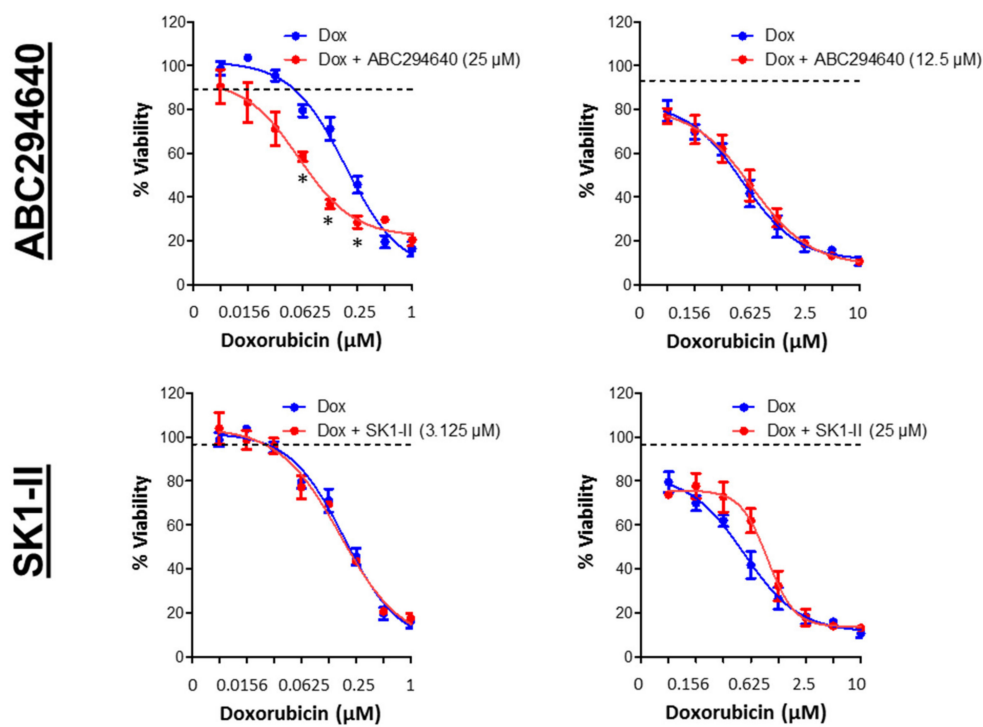 ABC294640
120
100
80
60
40
20
0
% Viability
Dox
Dox + ABC294640 (25 µM)
*
*
*
0 0.0156 0.0625 0.25 1
Doxorubicin (µM)
120
100
80
60
40
20
0
% Viability
Dox
Dox + ABC294640 (12.5 µM)
0 0.156 0.625 2.5 10
Doxorubicin (µM)
SK1-II
120
100
80
60
40
20
0
% Viability
Dox
Dox + SK1-II (3.125 µM)
0 0.0156 0.0625 0.25 1
Doxorubicin (µM)
120
100
80
60
40
20
0
% Viability
Dox
Dox + SK1-II (25 µM)
0 0.156 0.625 2.5 10
Doxorubicin (µM)